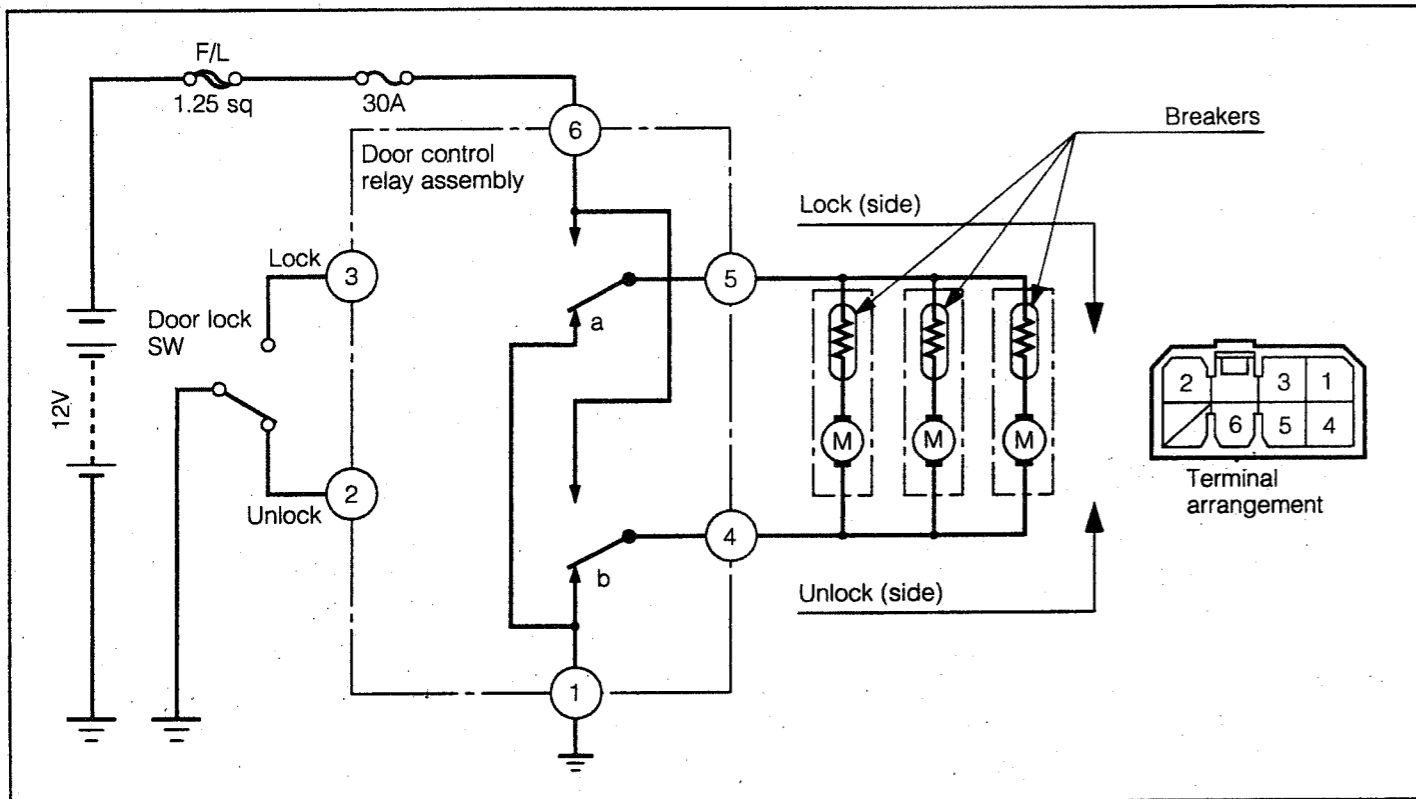 F/L
1.25 sq
30A
6
Breakers
Door control
relay assembly
Lock (side)
Lock
3
5
Door lock
SW
a
12V
2
3
1
M
M
M
6
5
4
Terminal
arrangement
2
Unlock
4
b
Unlock (side)
1